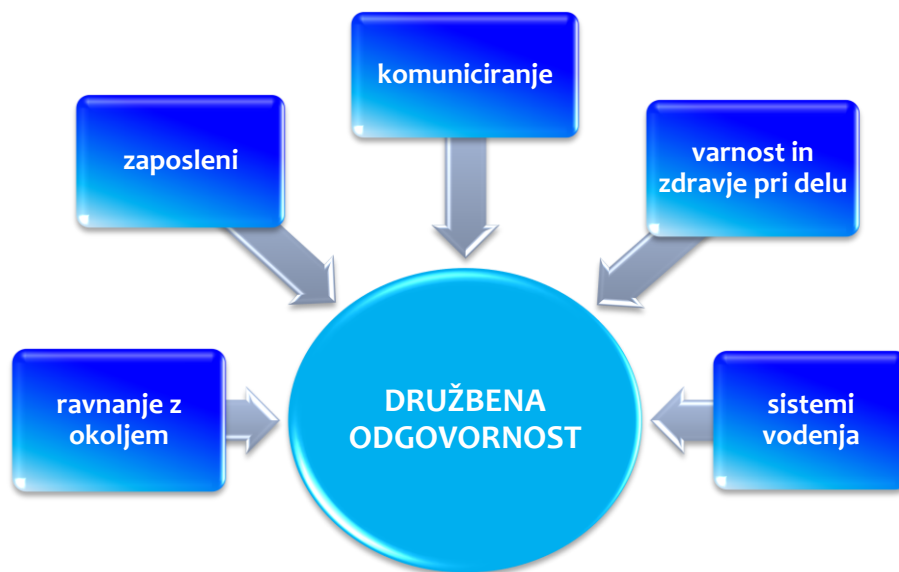 komuniciranje
zaposleni
varnost in
zdravje pri delu
ravnanje z
okoljem
DRUŽBENA
ODGOVORNOST
sistemi
vodenja